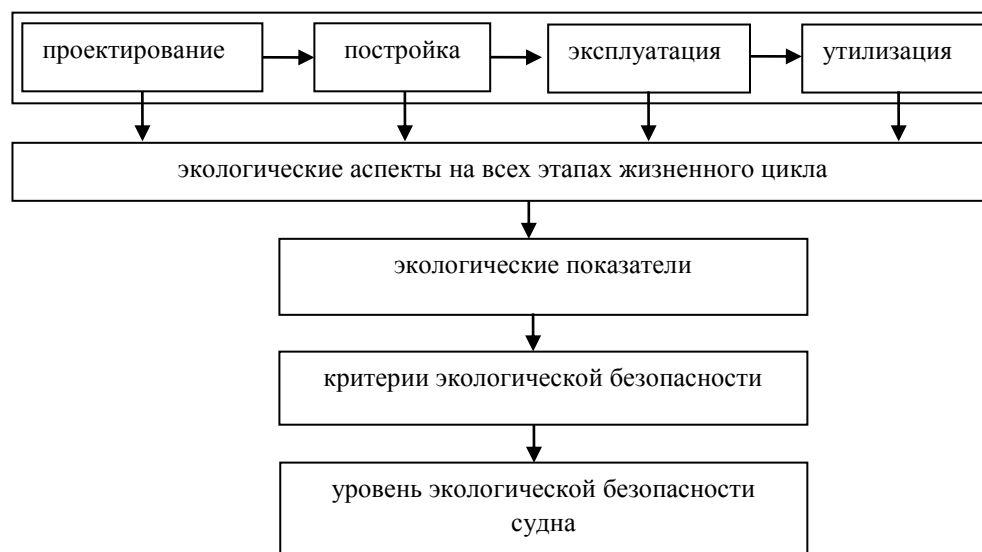 проектирование
постройка
эксплуатация
утилизация
экологические аспекты на всех этапах жизненного цикла
экологические показатели
критерии экологической безопасности
уровень экологической безопасности
судна